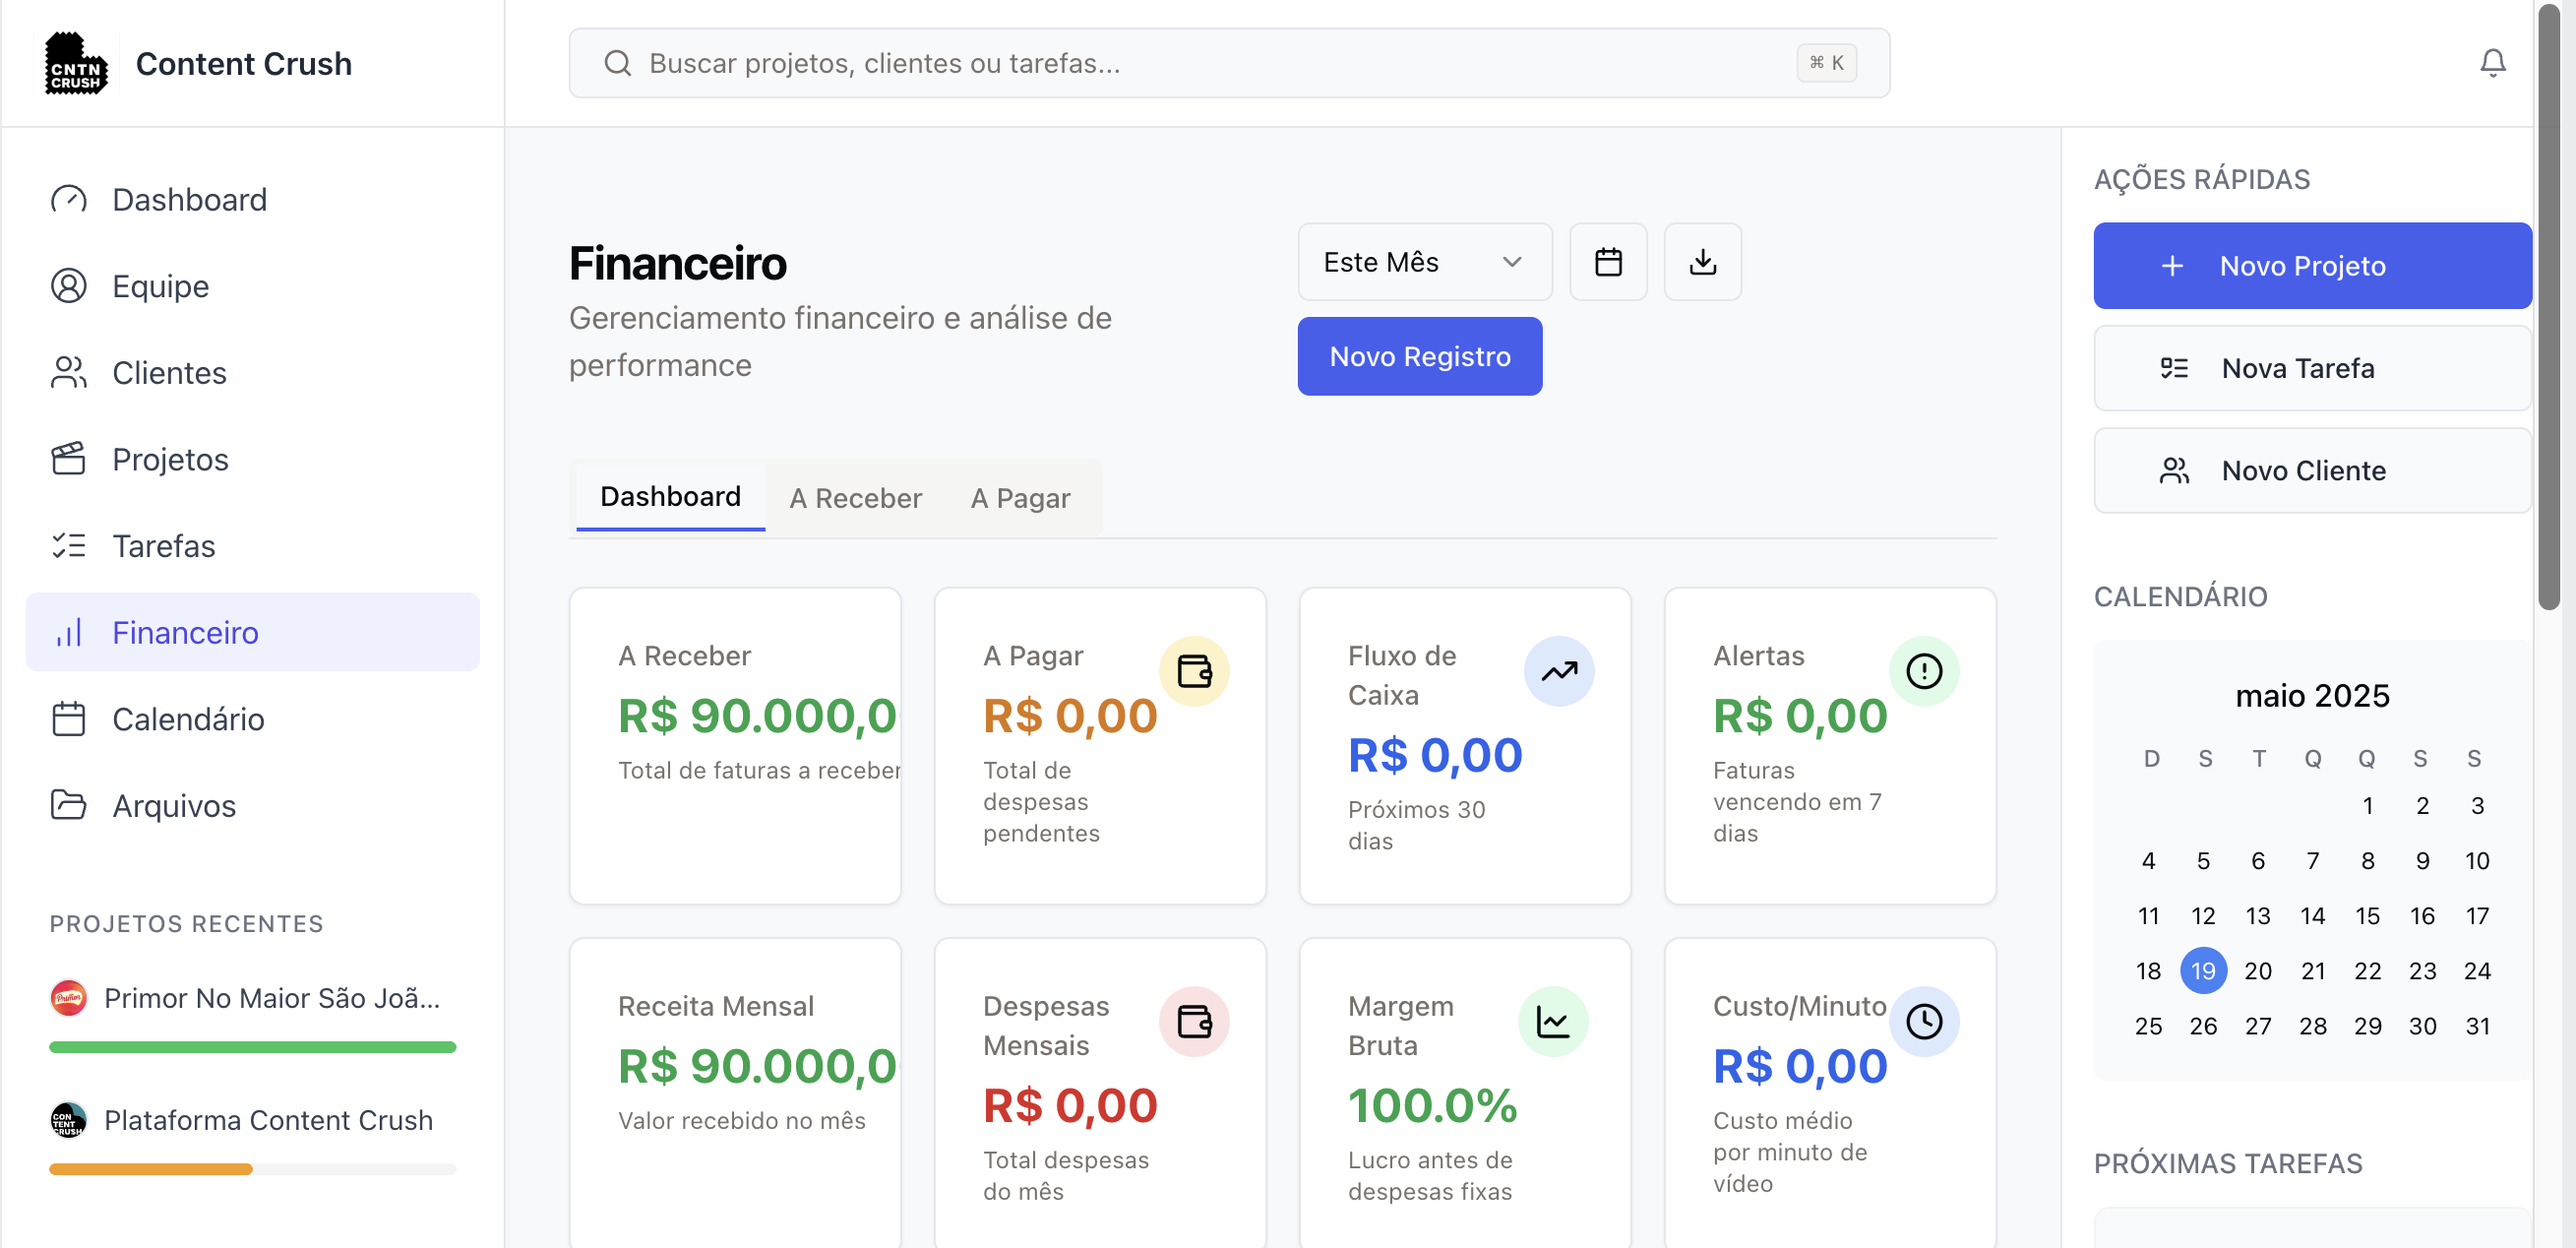 CNTN
CRUSH
Content Crush
Buscar projetos, clientes ou tarefas...
⌘ K
Dashboard
Equipe
Clientes
Projetos
Tarefas
Financeiro
Calendário
Arquivos
PROJETOS RECENTES
Primor
Primor No Maior São Joã...
CON
TENT
CRUSH
Plataforma Content Crush
Financeiro
Gerenciamento financeiro e análise de
performance
Este Mês
Novo Registro
Dashboard
A Receber
A Pagar
A Receber
R$ 90.000,0
Total de faturas a receber
A Pagar
R$ 0,00
Total de
despesas
pendentes
Fluxo de
Caixa
R$ 0,00
Próximos 30
dias
Alertas
R$ 0,00
Faturas
vencendo em 7
dias
Receita Mensal
R$ 90.000,0
Valor recebido no mês
Despesas
Mensais
R$ 0,00
Total despesas
do mês
Margem
Bruta
100.0%
Lucro antes de
despesas fixas
Custo/Minuto
R$ 0,00
Custo médio
por minuto de
vídeo
AÇÕES RÁPIDAS
Novo Projeto
Nova Tarefa
Novo Cliente
CALENDÁRIO
maio 2025
D S T Q Q S S
1 2 3
4 5 6 7 8 9 10
11 12 13 14 15 16 17
18 19 20 21 22 23 24
25 26 27 28 29 30 31
PRÓXIMAS TAREFAS